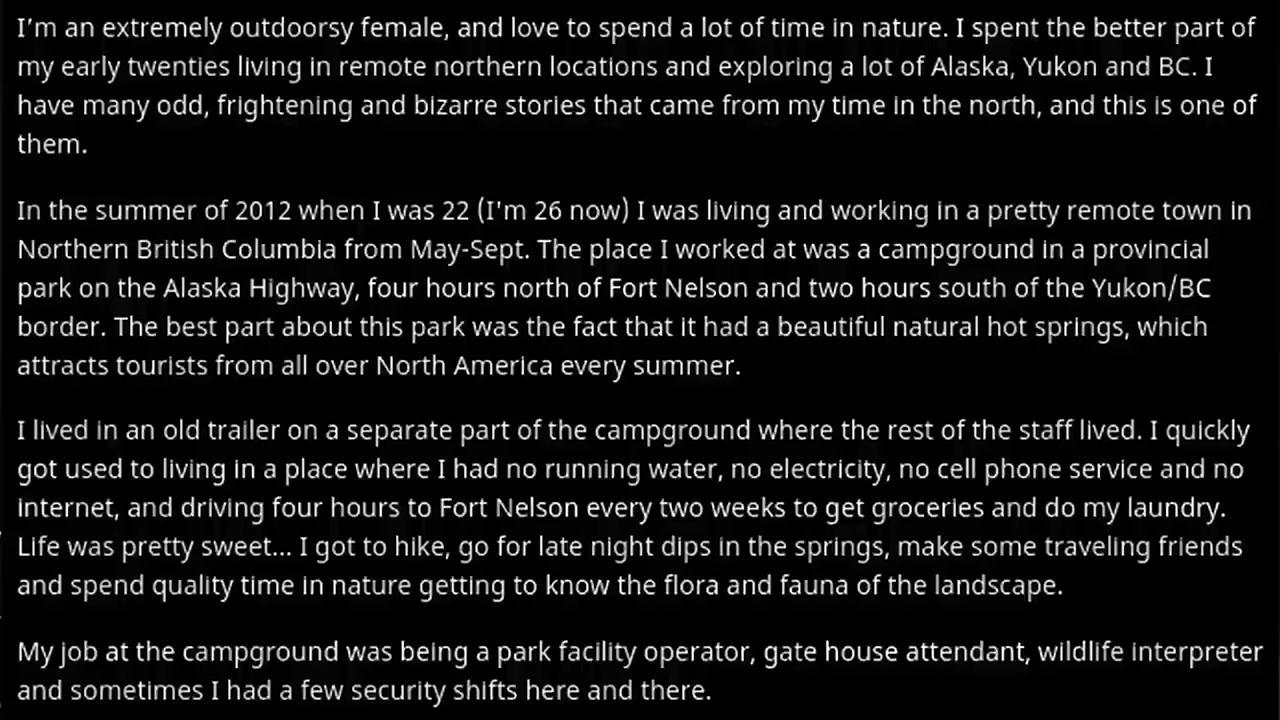 I'm an extremely outdoorsy female, and love to spend a lot of time in nature. I spent the better part of
my early twenties living in remote northern locations and exploring a lot of Alaska, Yukon and BC. I
have many odd, frightening and bizarre stories that came from my time in the north, and this is one of
them.
In the summer of 2012 when I was 22 (I'm 26 now) I was living and working in a pretty remote town in
Northern British Columbia from May-Sept. The place I worked at was a campground in a provincial
park on the Alaska Highway, four hours north of Fort Nelson and two hours south of the Yukon/BC
border. The best part about this park was the fact that it had a beautiful natural hot springs, which
attracts tourists from all over North America every summer.
I lived in an old trailer on a separate part of the campground where the rest of the staff lived. I quickly
got used to living in a place where I had no running water, no electricity, no cell phone service and no
internet, and driving four hours to Fort Nelson every two weeks to get groceries and do my laundry.
Life was pretty sweet... I got to hike, go for late night dips in the springs, make some traveling friends
and spend quality time in nature getting to know the flora and fauna of the landscape.
My job at the campground was being a park facility operator, gate house attendant, wildlife interpreter
and sometimes I had a few security shifts here and there.